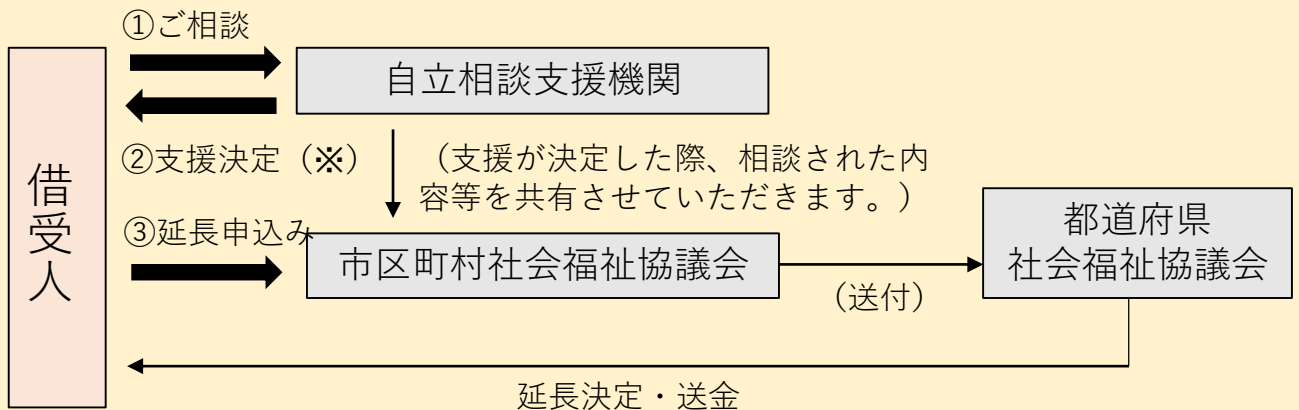 ①ご相談
自立相談支援機関
②支援決定（※）
（支援が決定した際、相談された内
容等を共有させていただきます。）
借受人
③延長申込み
市区町村社会福祉協議会
（送付）
都道府県
社会福祉協議会
延長決定・送金